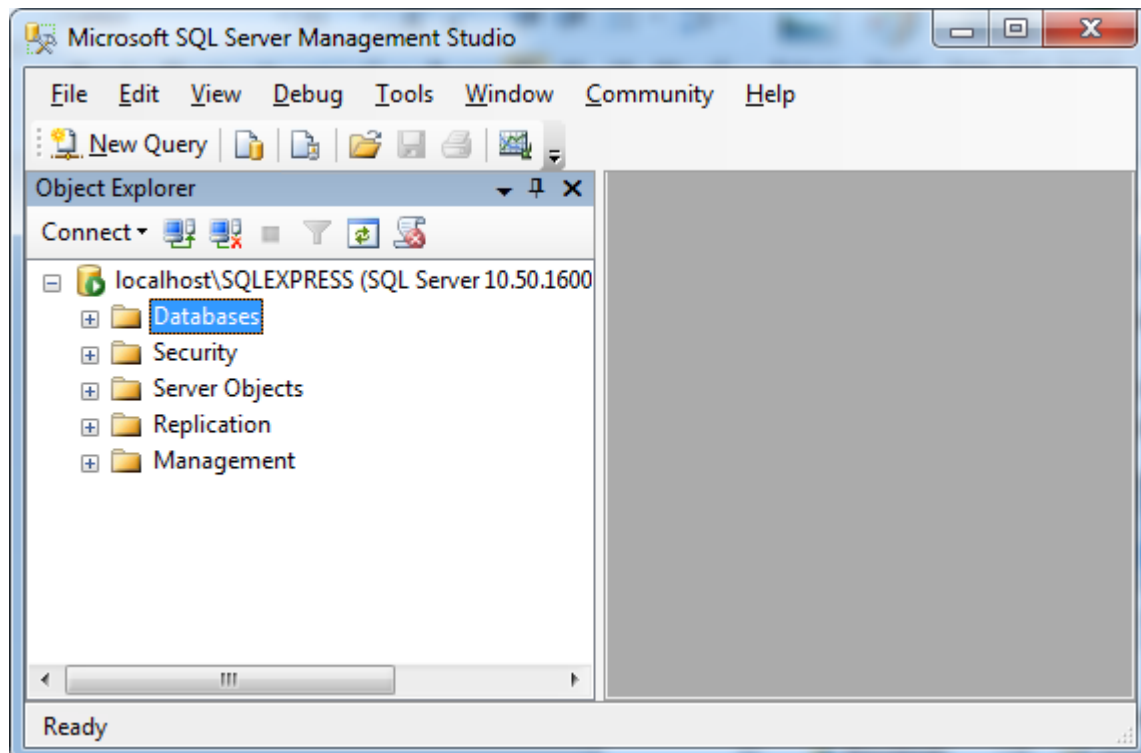 Microsoft SQL Server Management Studio
File Edit View Debug Tools Window Community Help
New Query
Object Explorer
Connect
localhost\SQLEXPRESS (SQL Server 10.50.1600
Databases
Security
Server Objects
Replication
Management
Ready